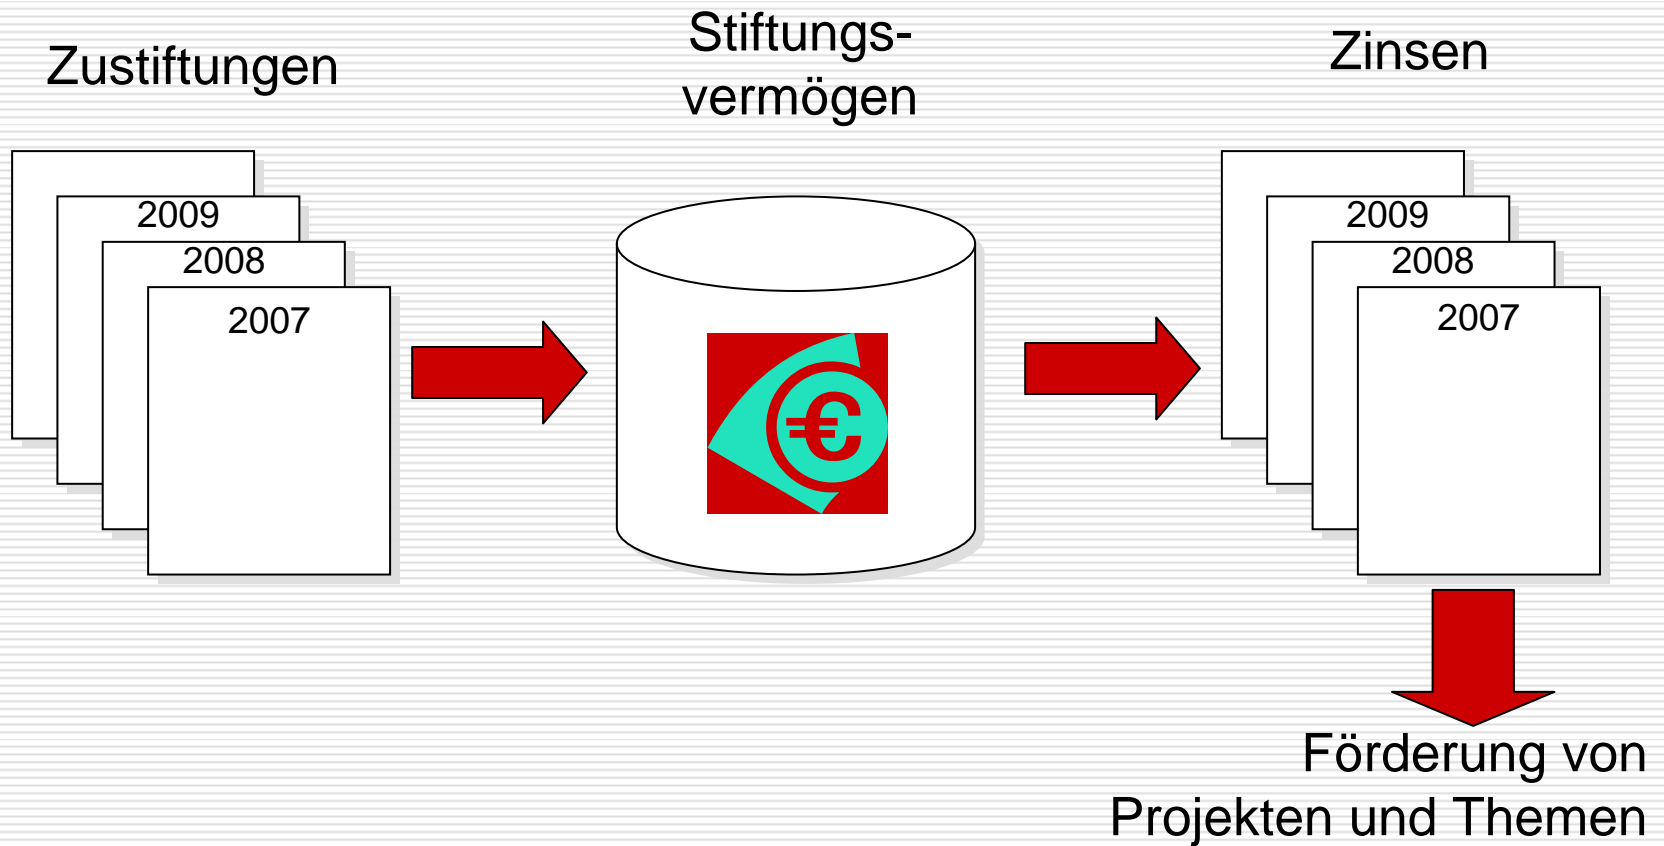 Zustiftungen
2009
2008
2007
Stiftungs-
vermögen
€
Zinsen
2009
2008
2007
Förderung von
Projekten und Themen